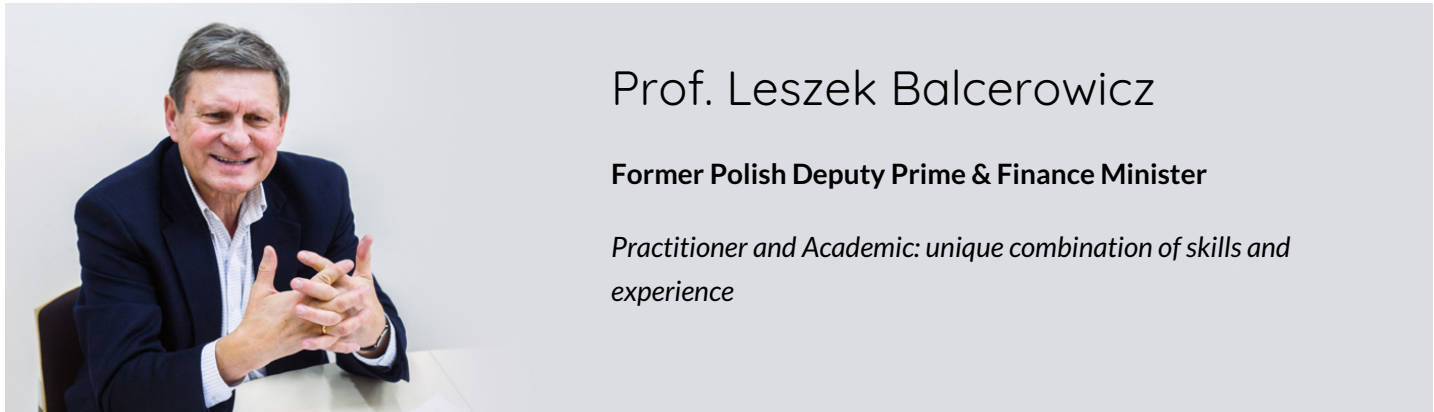 Prof. Leszek Balcerowicz
Former Polish Deputy Prime & Finance Minister
Practitioner and Academic: unique combination of skills and
experience